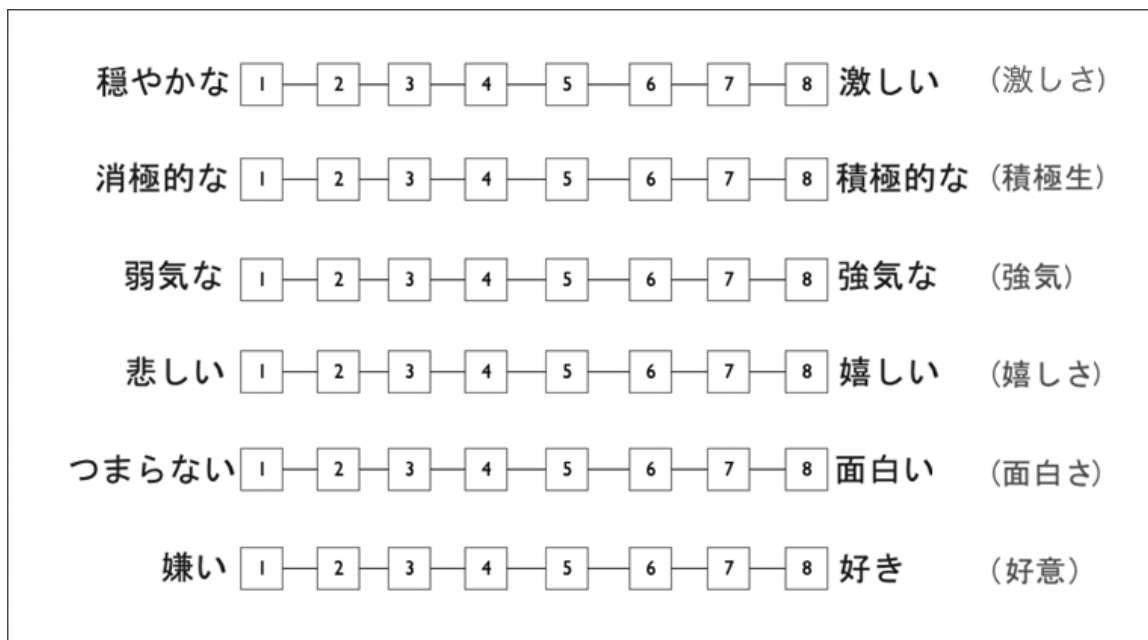 穏やかな 1 2 3 4 5 6 7 8 激しい (激しさ)
消極的な 1 2 3 4 5 6 7 8 積極的な (積極生)
弱気な 1 2 3 4 5 6 7 8 強気な (強気)
悲しい 1 2 3 4 5 6 7 8 嬉しい (嬉しさ)
つまらない 1 2 3 4 5 6 7 8 面白い (面白さ)
嫌い 1 2 3 4 5 6 7 8 好き (好意)